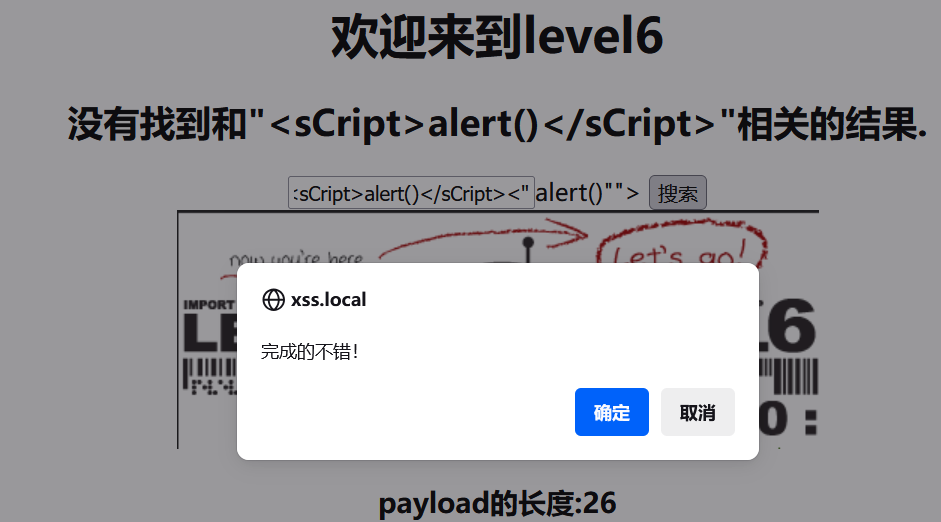 欢迎来到level6
没有找到和"<sCript>alert()</sCript>"相关的结果.
<sCript>alert()</sCript><" alert()""> 搜索
now you're here Let's go!
IMPORT
xss.local
完成的不错！
确定 取消
payload的长度:26